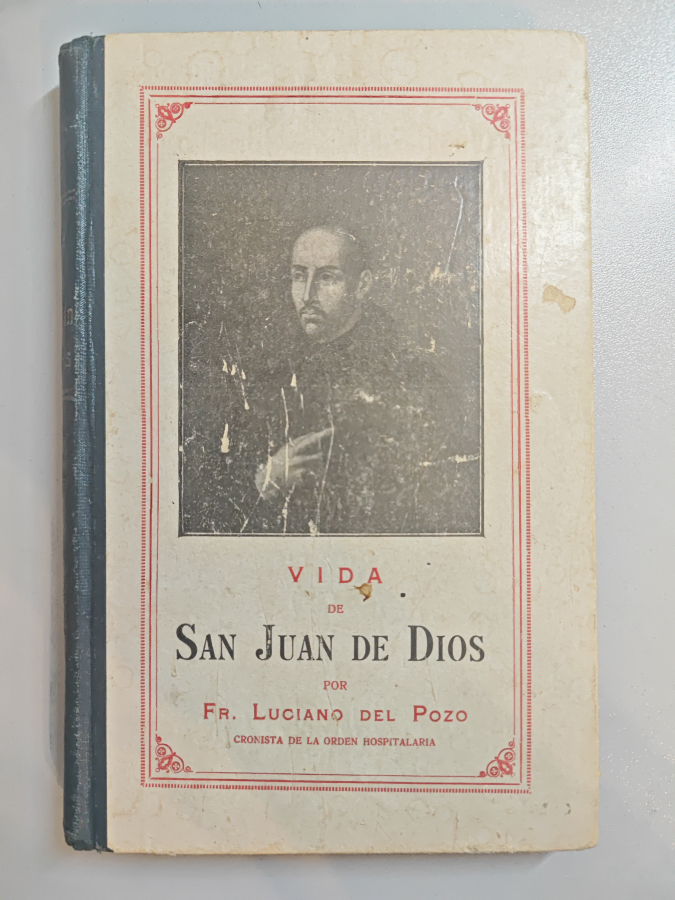 VIDA
DE
SAN JUAN DE DIOS
POR
FR. LUCIANO DEL POZO
CRONISTA DE LA ORDEN HOSPITALARIA